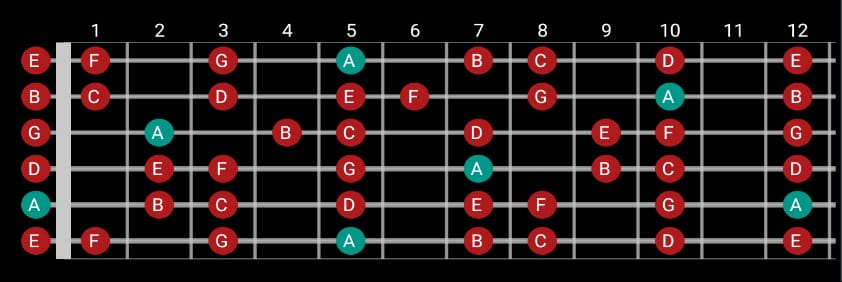 1 2 3 4 5 6 7 8 9 10 11 12
E F G A B C D E
B C D E F G A B
G A B C D E F G
D E F G A B C D
A B C D E F G A
E F G A B C D E